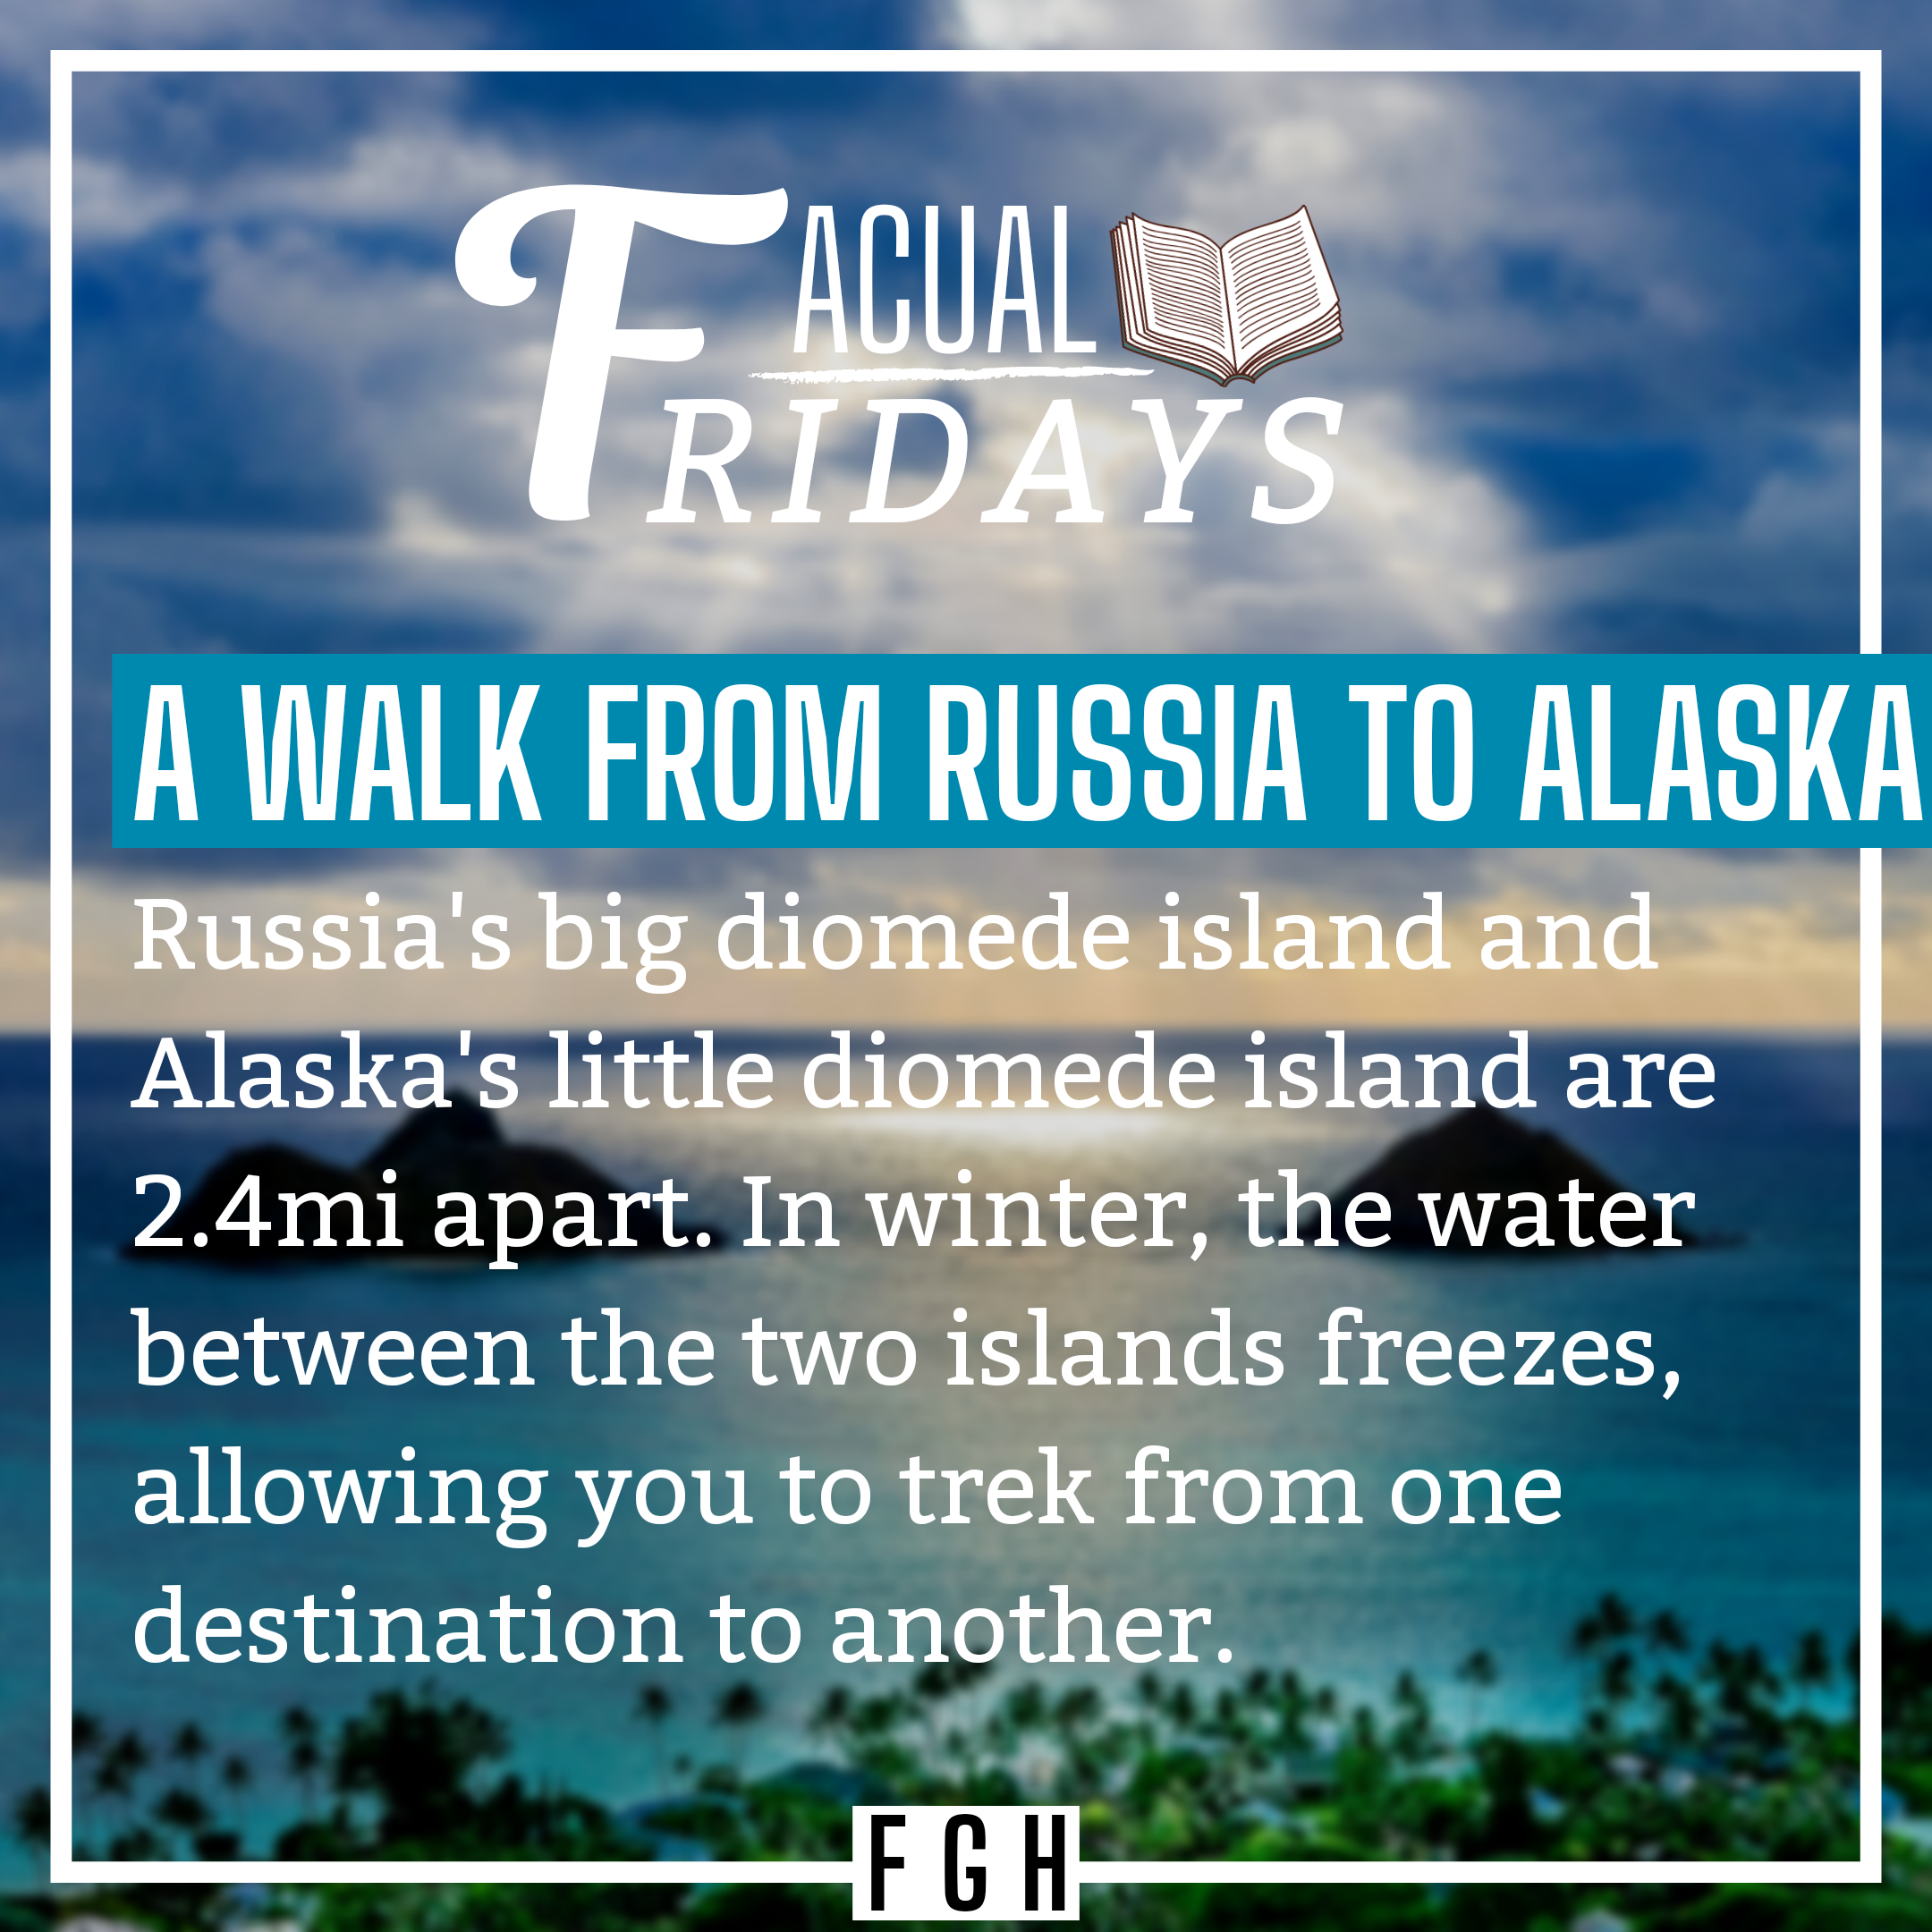 FACUAL
FRIDAYS
A WALK FROM RUSSIA TO ALASKA
Russia's big diomede island and
Alaska's little diomede island are
2.4mi apart. In winter, the water
between the two islands freezes,
allowing you to trek from one
destination to another.
FGH